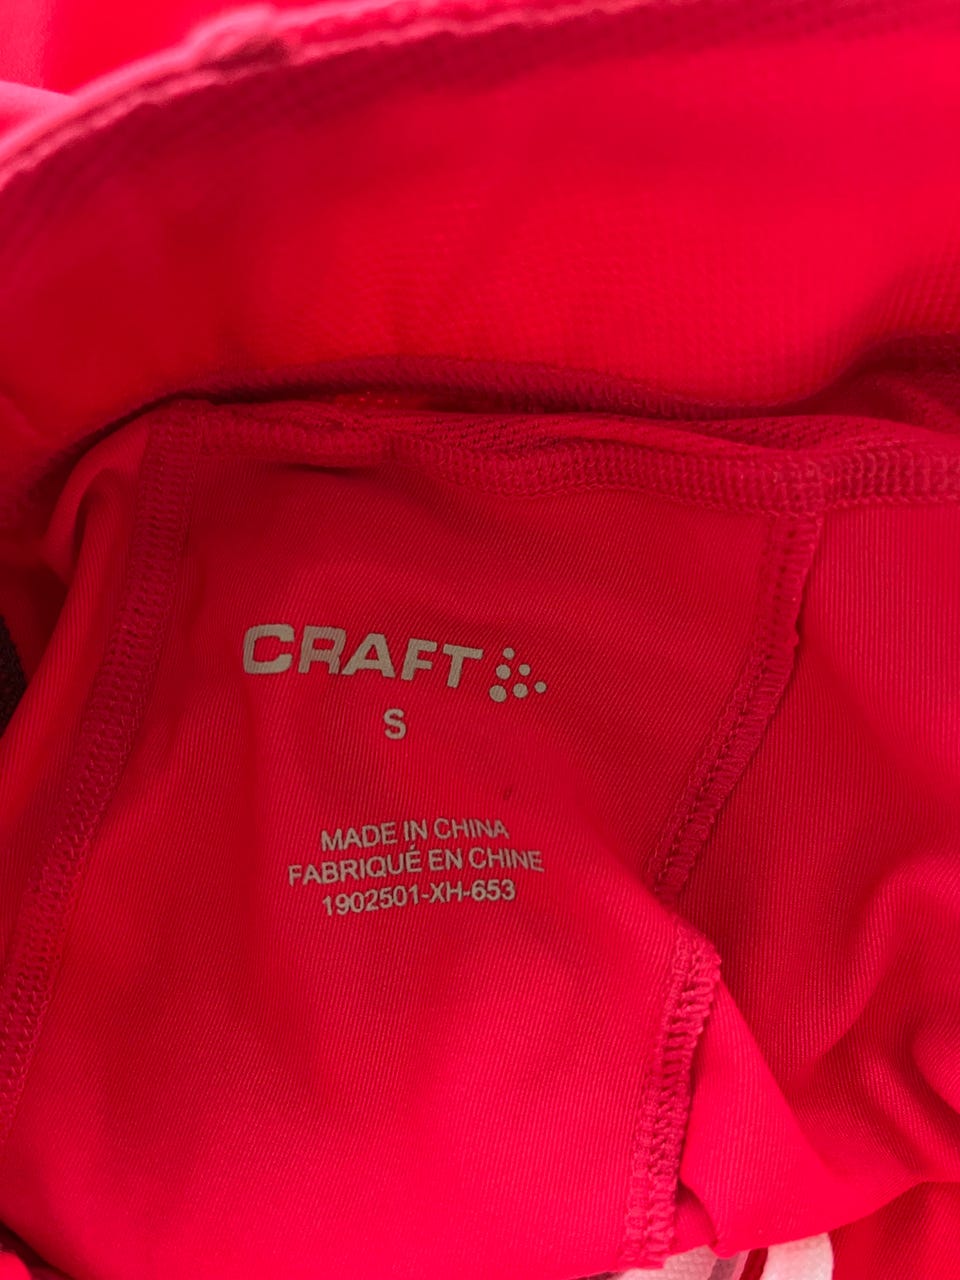 CRAFT
S
MADE IN CHINA
FABRIQUÉ EN CHINE
1902501-XH-653